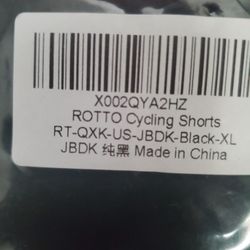 X002QYA2HZ
ROTTO Cycling Shorts
RT-QXK-US-JBDK-Black-XL
JBDK 纯黑 Made in China